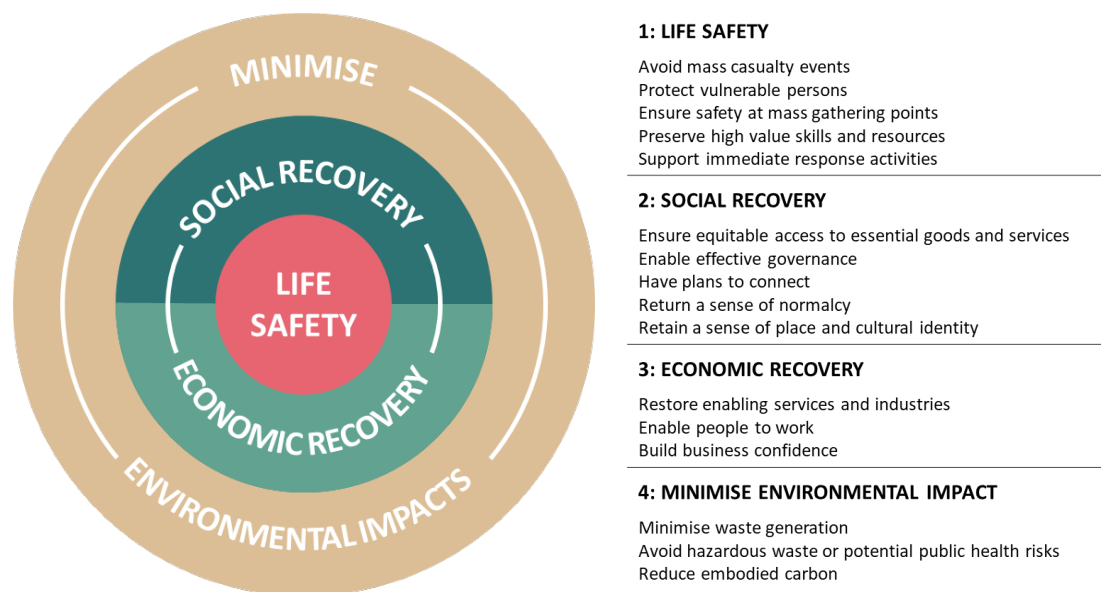 MINIMISE
SOCIAL RECOVERY
LIFE
SAFETY
ECONOMIC RECOVERY
ENVIRONMENTAL IMPACTS
1: LIFE SAFETY
Avoid mass casualty events
Protect vulnerable persons
Ensure safety at mass gathering points
Preserve high value skills and resources
Support immediate response activities
2: SOCIAL RECOVERY
Ensure equitable access to essential goods and services
Enable effective governance
Have plans to connect
Return a sense of normalcy
Retain a sense of place and cultural identity
3: ECONOMIC RECOVERY
Restore enabling services and industries
Enable people to work
Build business confidence
4: MINIMISE ENVIRONMENTAL IMPACT
Minimise waste generation
Avoid hazardous waste or potential public health risks
Reduce embodied carbon